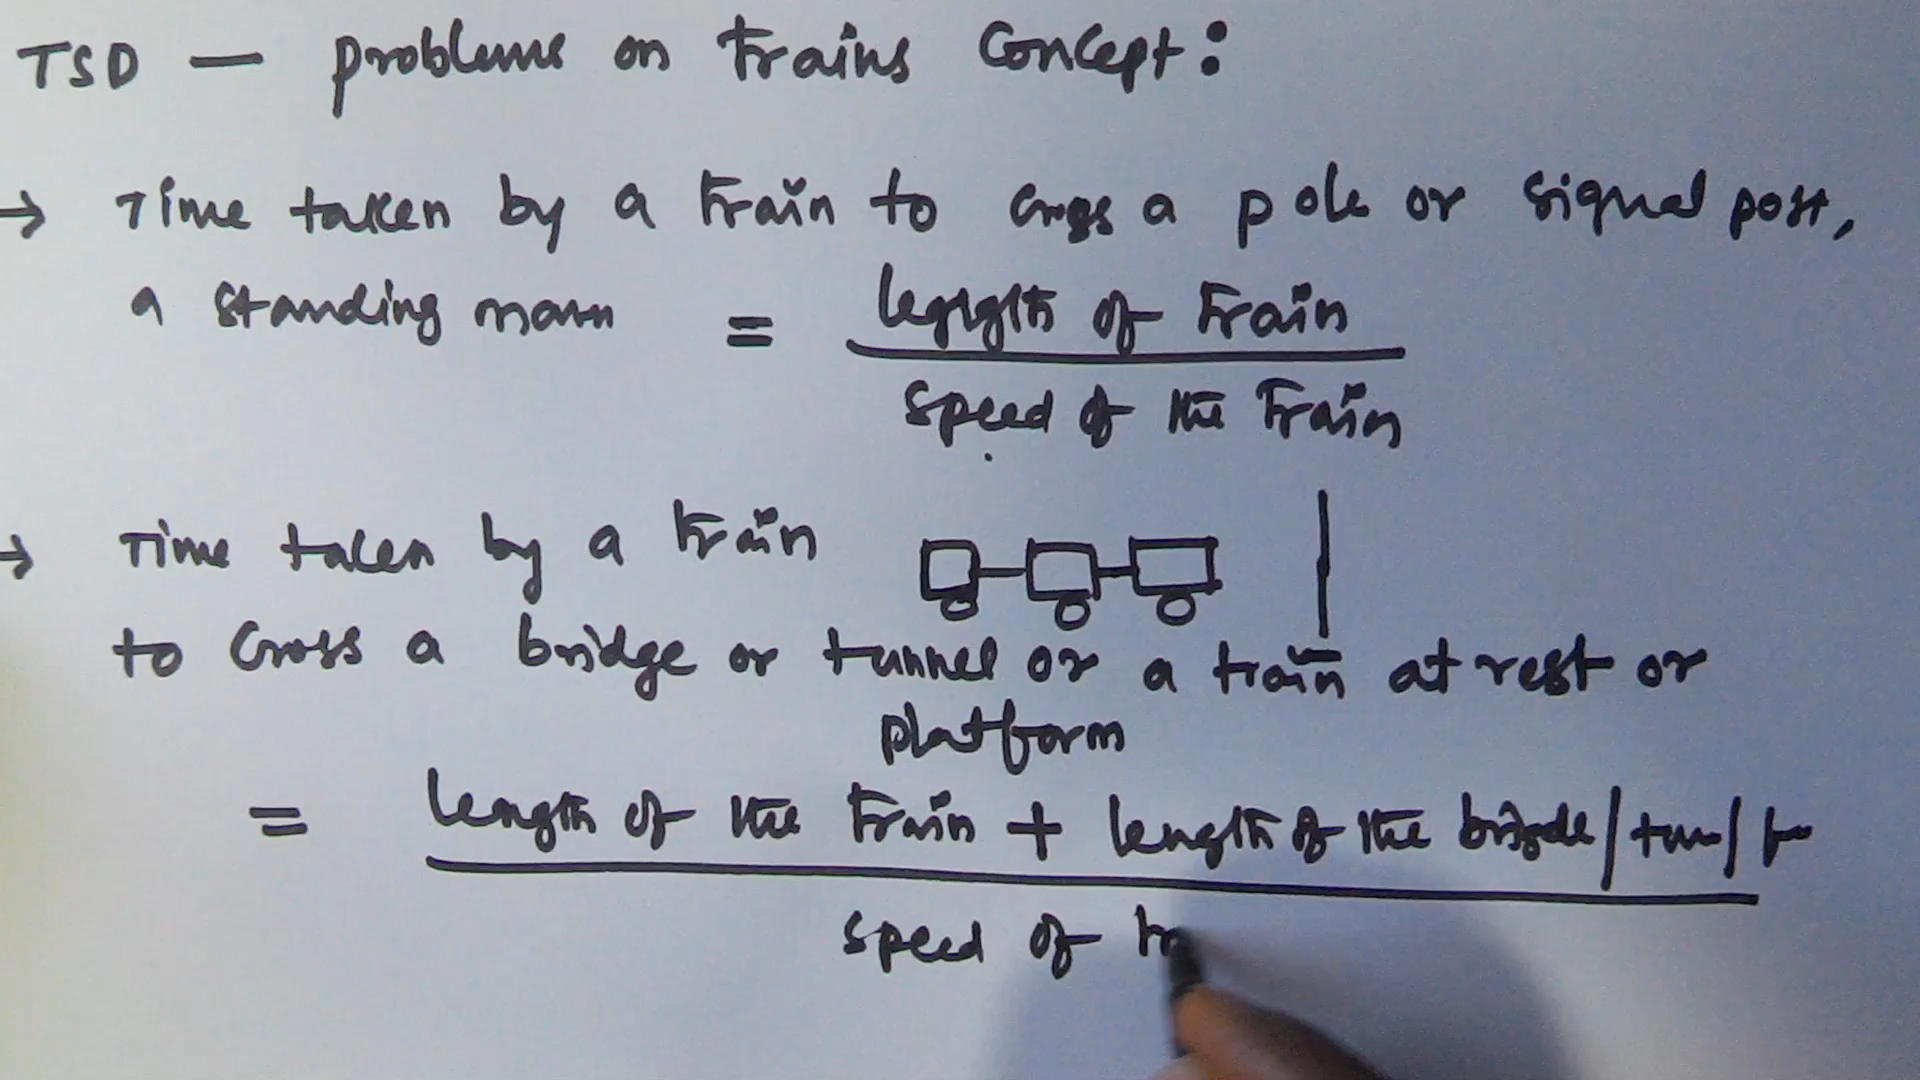 TSD — problems on trains concept:
→ Time taken by a train to cross a pole or signal post,
a standing man = length of train
speed of the train
→ Time taken by a train
to cross a bridge or tunnel or a train at rest or
platform
= length of the train + length of the bridge / tun /
speed of tr